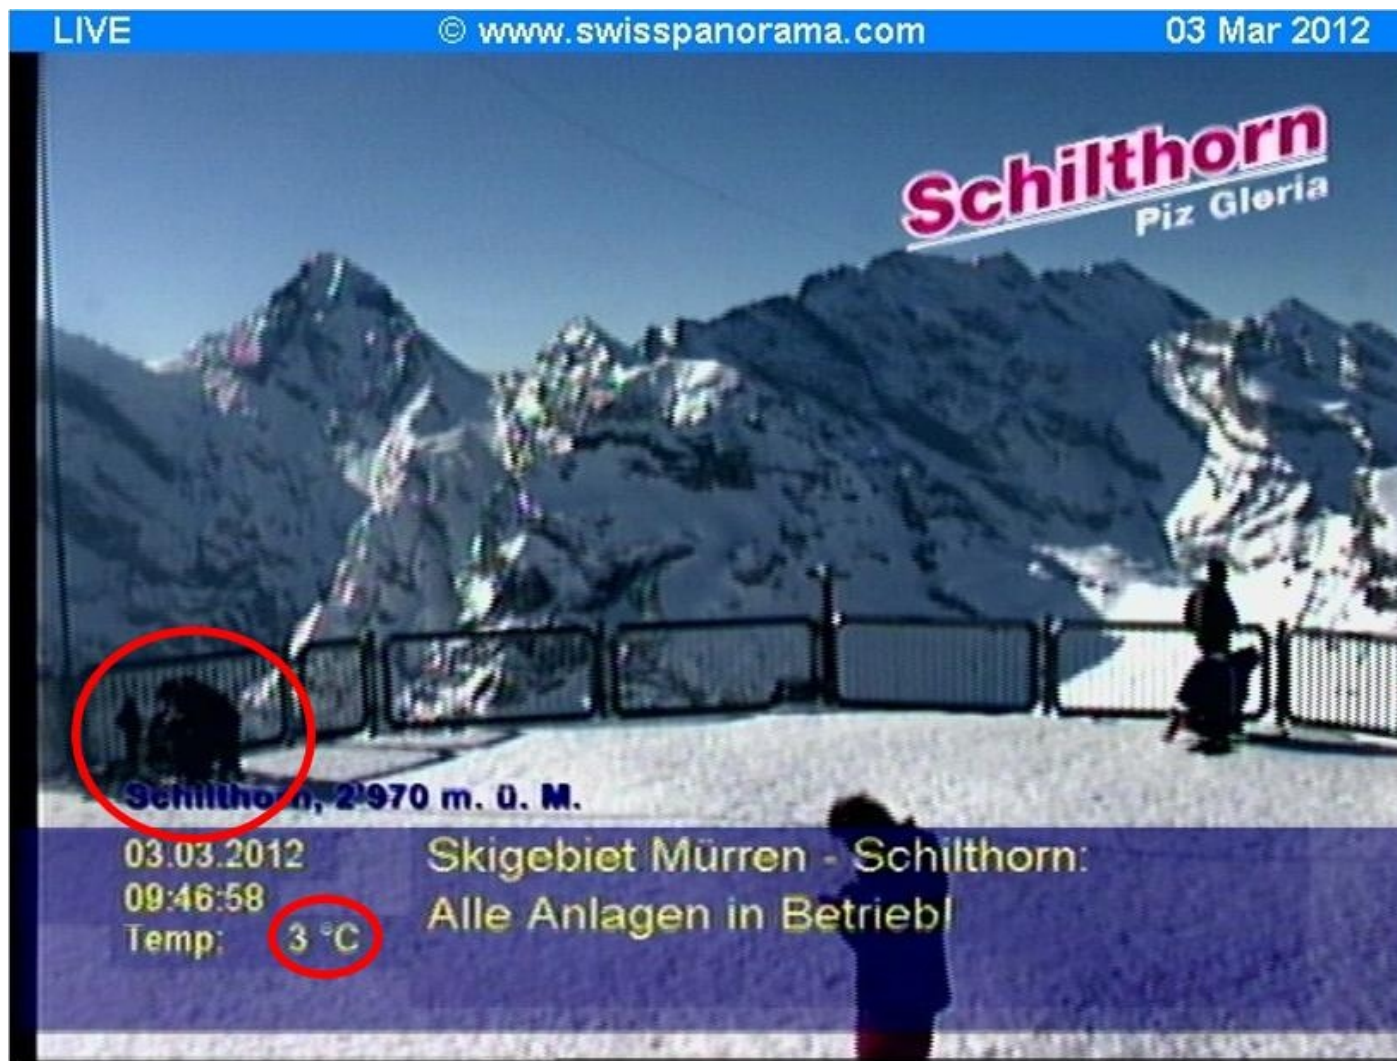 LIVE © www.swisspanorama.com 03 Mar 2012
Schilthorn
Piz Gloria
Schilthorn, 2'970 m. ü. M.
03.03.2012
09:46:58
Temp: 3 °C
Skigebiet Mürren - Schilthorn:
Alle Anlagen in Betrieb!